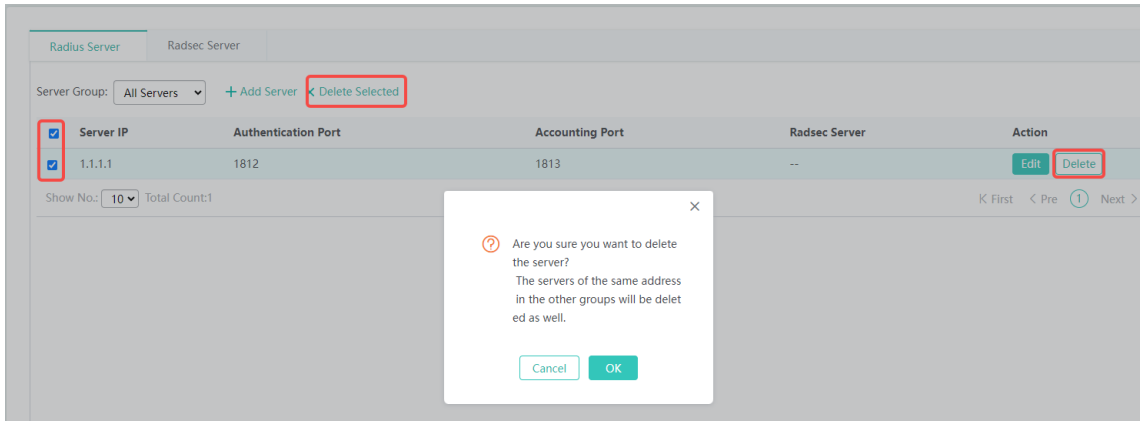 Radius Server Radsec Server
Server Group: All Servers + Add Server × Delete Selected
Server IP Authentication Port Accounting Port Radsec Server Action
1.1.1.1 1812 1813 -- Edit Delete
Show No.: 10 Total Count:1 K First < Pre 1 Next >
Are you sure you want to delete
the server?
The servers of the same address
in the other groups will be delet
ed as well.
Cancel OK